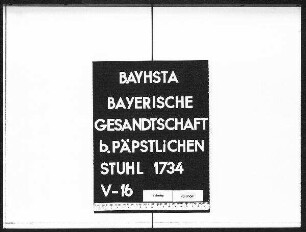 BAYHSTA
BAYERISCHE
GESANDTSCHAFT
b. PÄPSTLiCHEN
STUHL 1734
V-16